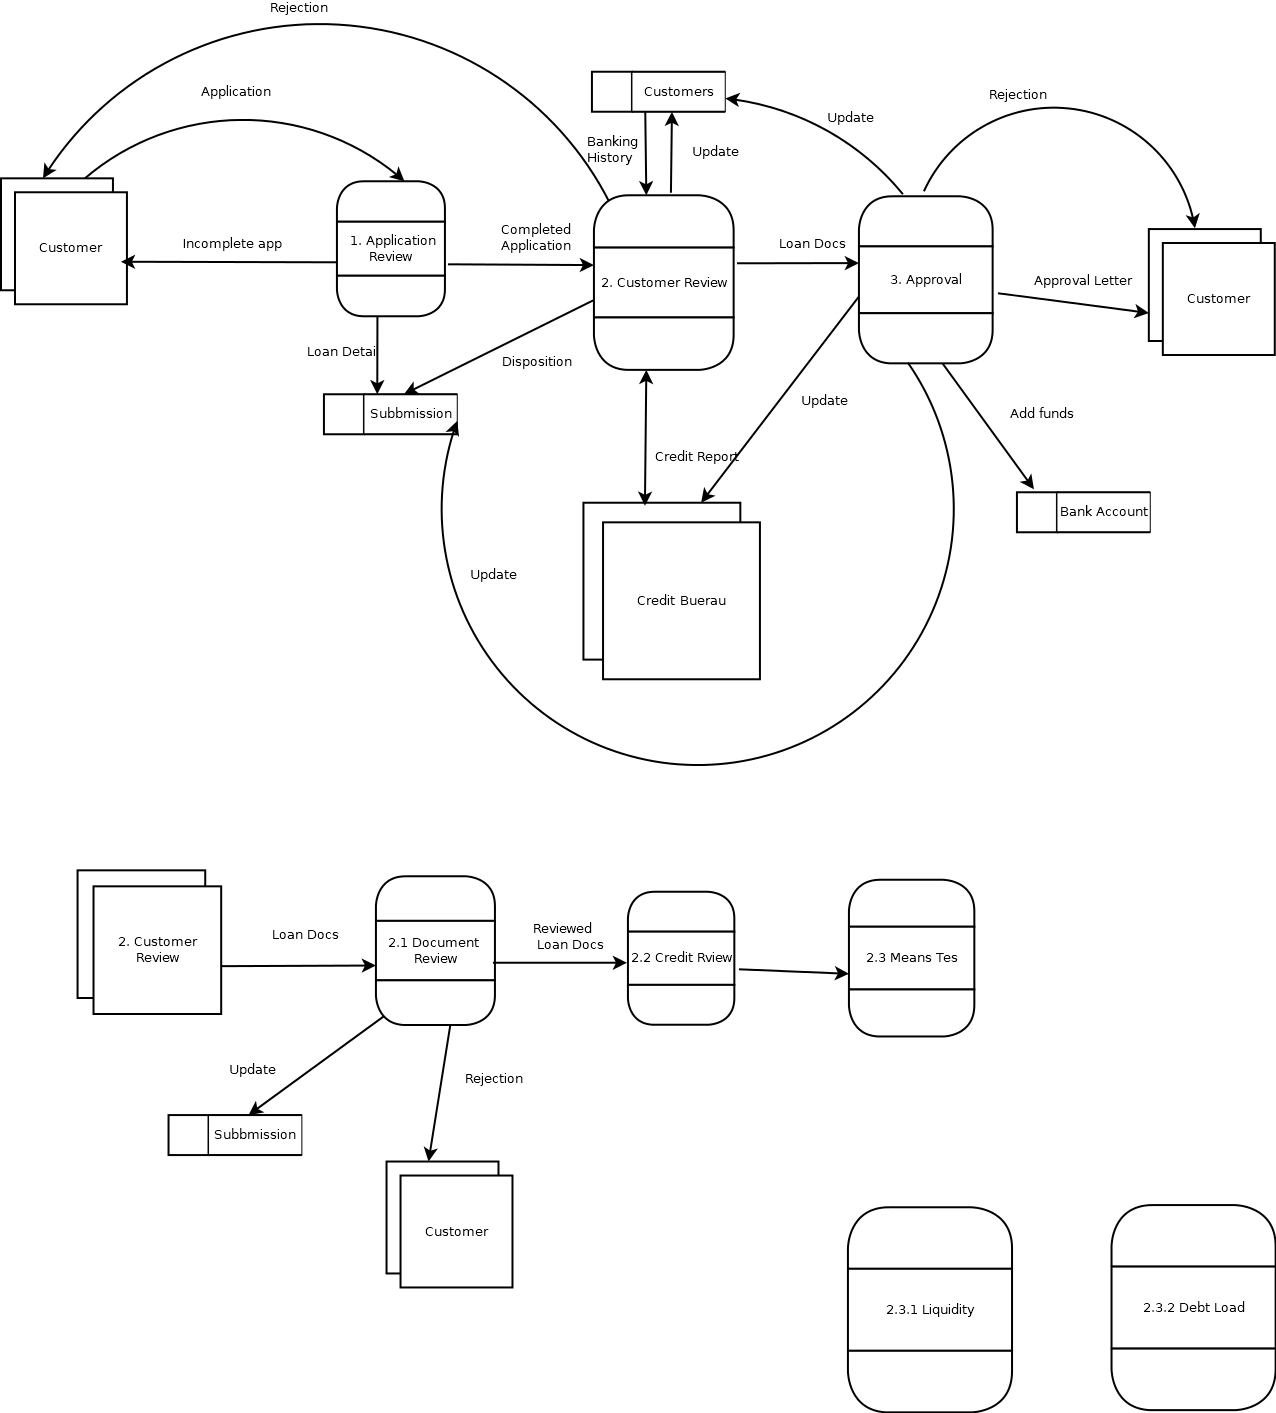 Rejection
Application
Customers
Rejection
Update
Banking
History
Update
Customer
Incomplete app
1. Application
Review
Completed
Application
2. Customer Review
Loan Docs
3. Approval
Approval Letter
Customer
Loan Detai
Disposition
Subbmission
Update
Add funds
Credit Report
Bank Account
Update
Credit Buerau
2. Customer
Review
Loan Docs
2.1 Document
Review
Reviewed
Loan Docs
2.2 Credit Rview
2.3 Means Tes
Update
Rejection
Subbmission
Customer
2.3.1 Liquidity
2.3.2 Debt Load